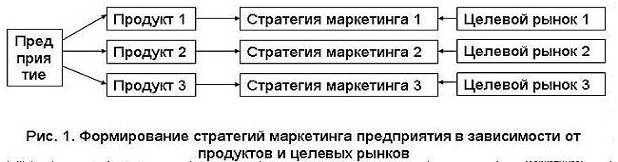 Продукт 1 Стратегия маркетинга 1 Целевой рынок 1
Пред
прия
тие
Продукт 2 Стратегия маркетинга 2 Целевой рынок 2
Продукт 3 Стратегия маркетинга 3 Целевой рынок 3
Рис. 1. Формирование стратегий маркетинга предприятия в зависимости от
продуктов и целевых рынков